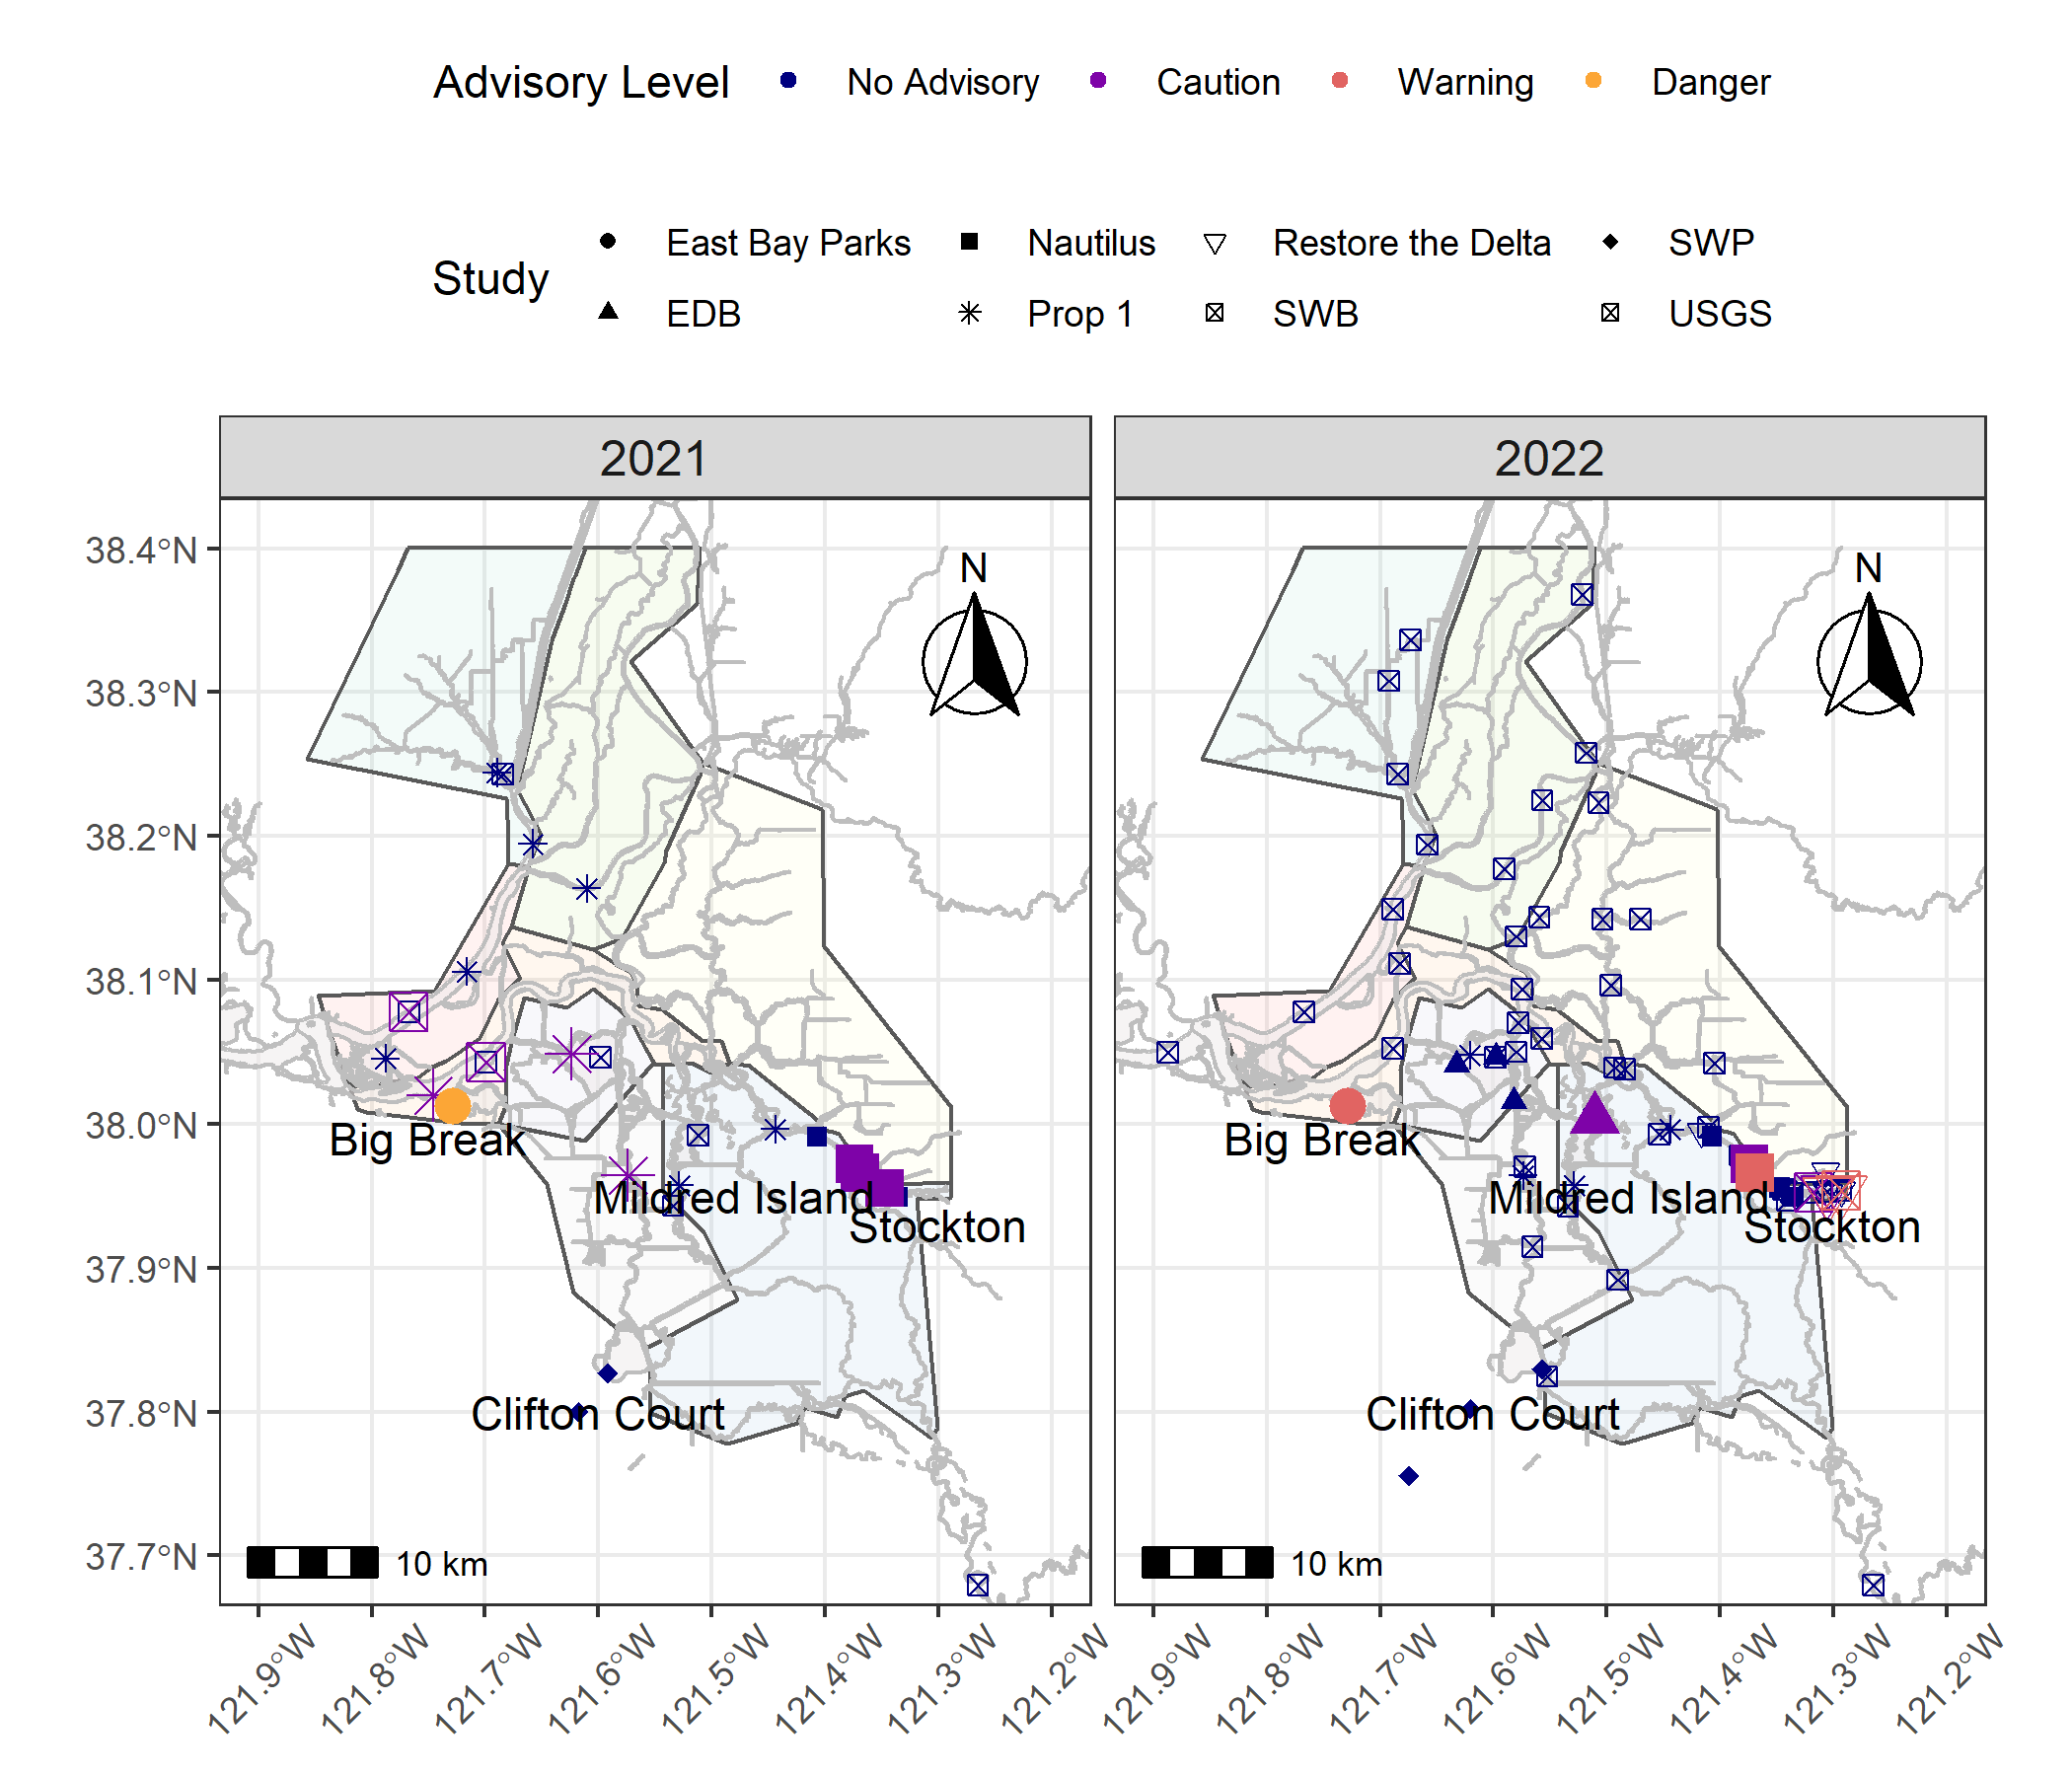 Advisory Level No Advisory Caution Warning Danger
Study East Bay Parks Nautilus Restore the Delta SWP
EDB Prop 1 SWB USGS
2021 2022
38.4°N
38.3°N
38.2°N
38.1°N
38.0°N
37.9°N
37.8°N
37.7°N
N
Big Break
Mildred Island
Stockton
Clifton Court
10 km
N
Big Break
Mildred Island
Stockton
Clifton Court
10 km
121.9°W 121.8°W 121.7°W 121.6°W 121.5°W 121.4°W 121.3°W 121.2°W
121.9°W 121.8°W 121.7°W 121.6°W 121.5°W 121.4°W 121.3°W 121.2°W